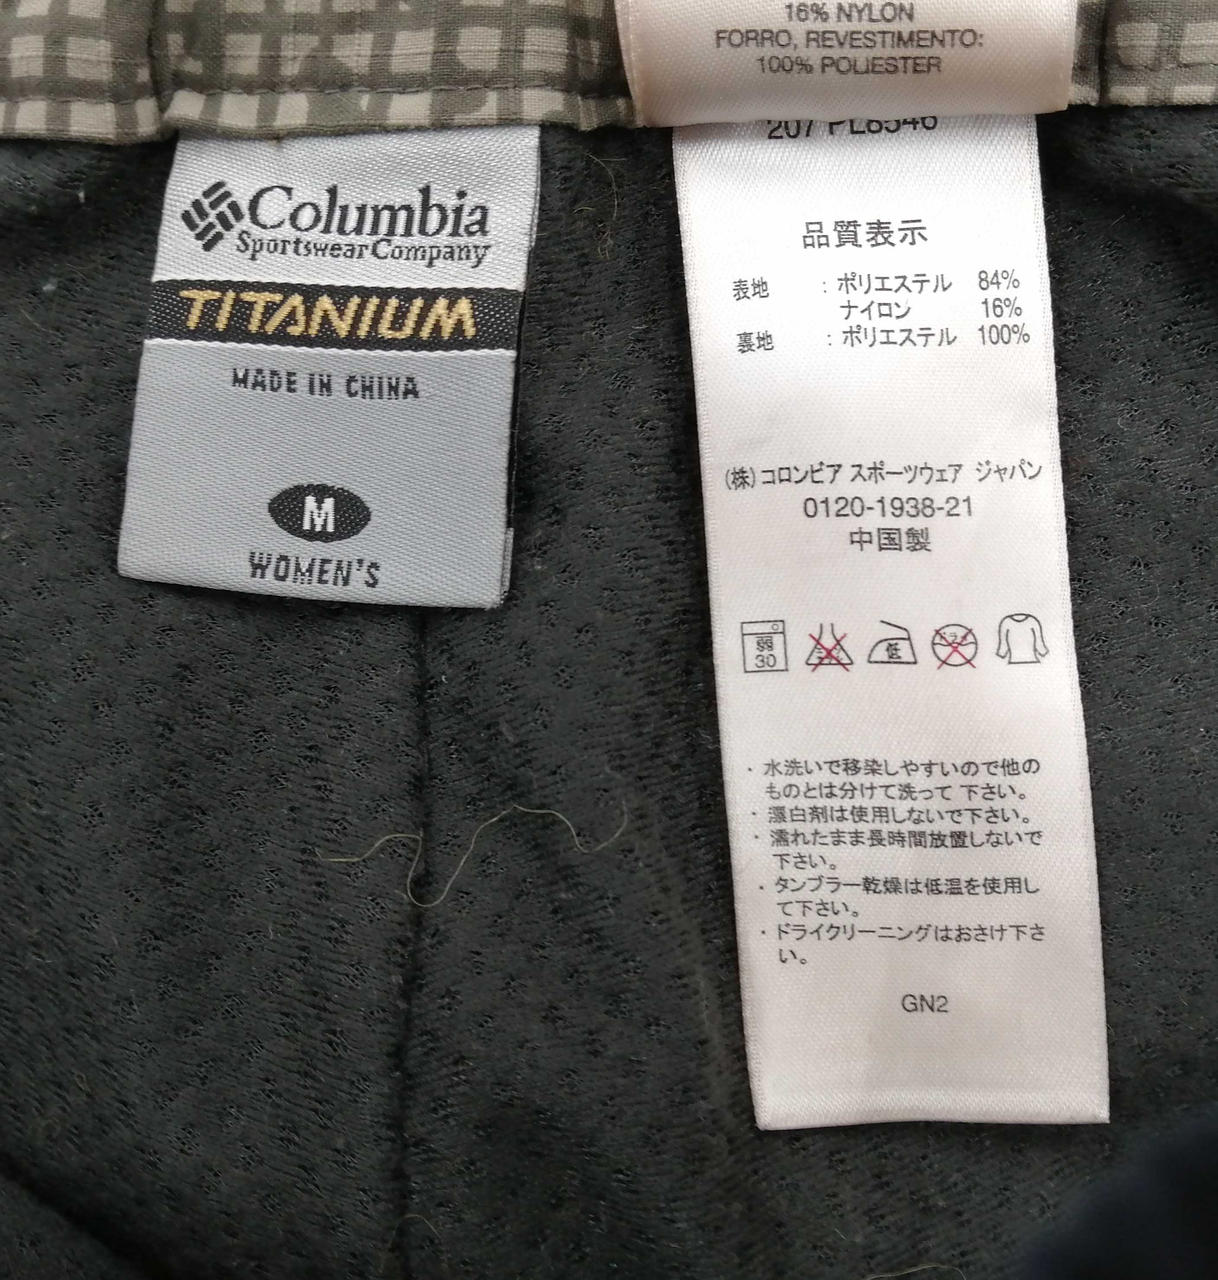 16% NYLON
FORRO, REVESTIMENTO:
100% POLIESTER
Columbia
Sportswear Company
TITANIUM
MADE IN CHINA
M
WOMEN'S
207 PL8546
品質表示
表地 : ポリエステル 84%
ナイロン 16%
裏地 : ポリエステル 100%
(株)コロンビア スポーツウェア ジャパン
0120-1938-21
中国製
弱
30
低
・水洗いで移染しやすいので他の
ものとは分けて洗って 下さい。
・漂白剤は使用しないで下さい。
・濡れたまま長時間放置しないで
下さい。
・タンブラー乾燥は低温を使用し
て下さい。
・ドライクリーニングはおさけ下さ
い。
GN2